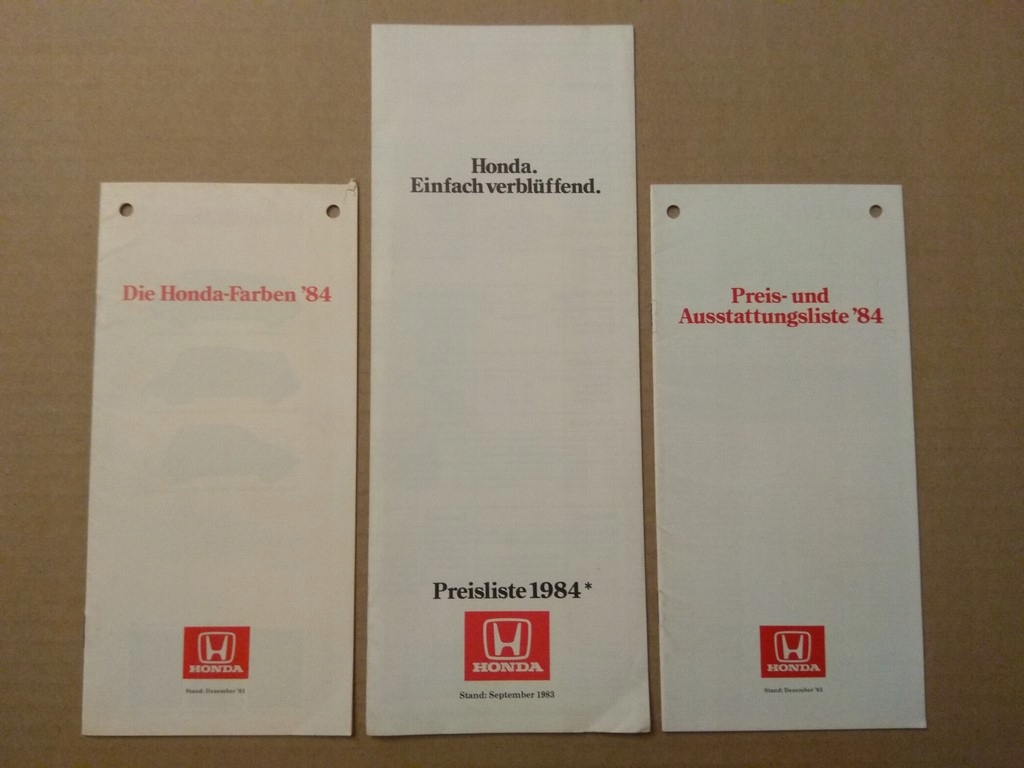 Die Honda-Farben '84
HONDA
Stand: Dezember '83
Honda.
Einfach verblüffend.
Preisliste 1984*
HONDA
Stand: September 1983
Preis- und
Ausstattungsliste '84
HONDA
Stand: Dezember '83